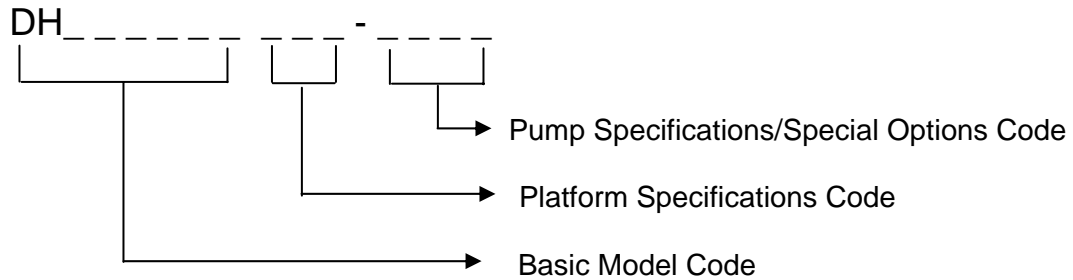 DH_ _ _ _ _ _ _ _ _ - _ _ _ _
Pump Specifications/Special Options Code
Platform Specifications Code
Basic Model Code